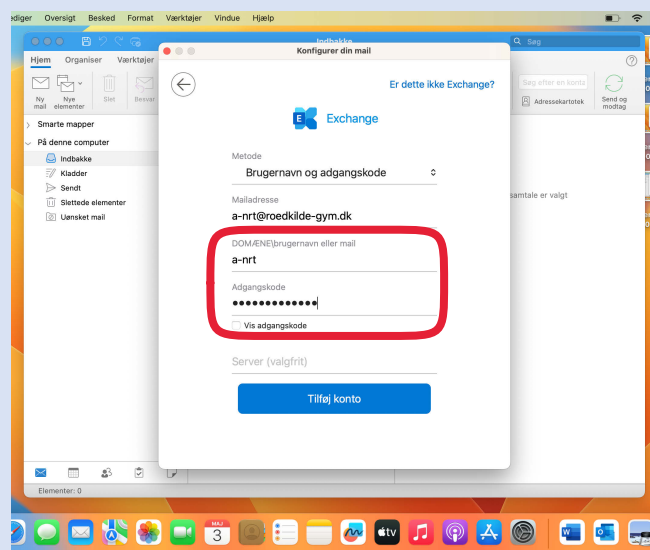 ediger Oversigt Besked Format Værktøjer Vindue Hjælp
Indbakke
Søg
Hjem Organiser Værktøjer
Ny mail
Nye elementer
Slet
Besvar
Søg efter en konta
Adressekartotek
Send og modtag
Smarte mapper
På denne computer
Indbakke
Kladder
Sendt
Slettede elementer
Uønsket mail
samtale er valgt
Elementer: 0
Konfigurer din mail
Er dette ikke Exchange?
E
Exchange
Metode
Brugernavn og adgangskode
Mailadresse
a-nrt@roedkilde-gym.dk
DOMÆNE\brugernavn eller mail
a-nrt
Adgangskode
•••••••••••••
Vis adgangskode
Server (valgfrit)
Tilføj konto
MAJ
3
tv
W